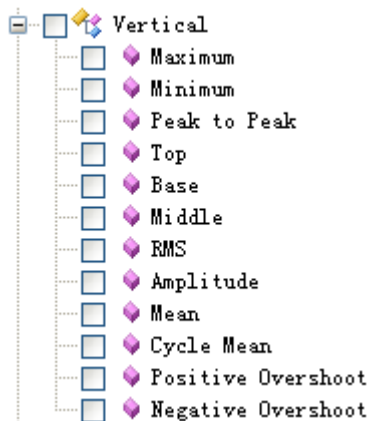 Vertical
Maximum
Minimum
Peak to Peak
Top
Base
Middle
RMS
Amplitude
Mean
Cycle Mean
Positive Overshoot
Negative Overshoot